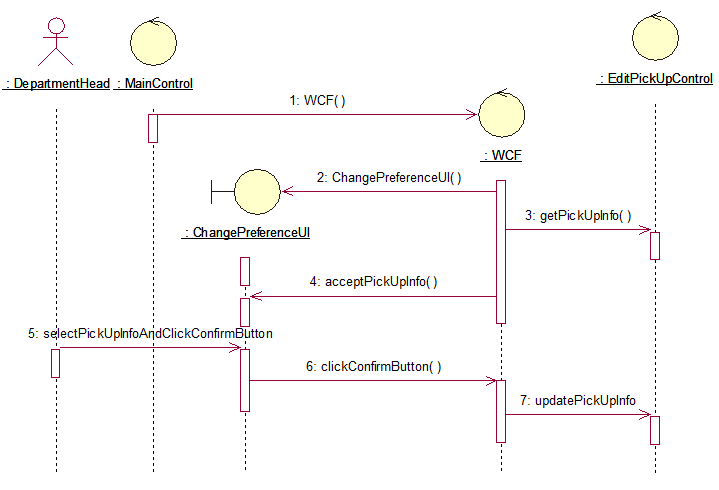 : DepartmentHead
: MainControl
: EditPickUpControl
1: WCF( )
: WCF
2: ChangePreferenceUI( )
3: getPickUpInfo( )
: ChangePreferenceUI
4: acceptPickUpInfo( )
5: selectPickUpInfoAndClickConfirmButton
6: clickConfirmButton( )
7: updatePickUpInfo